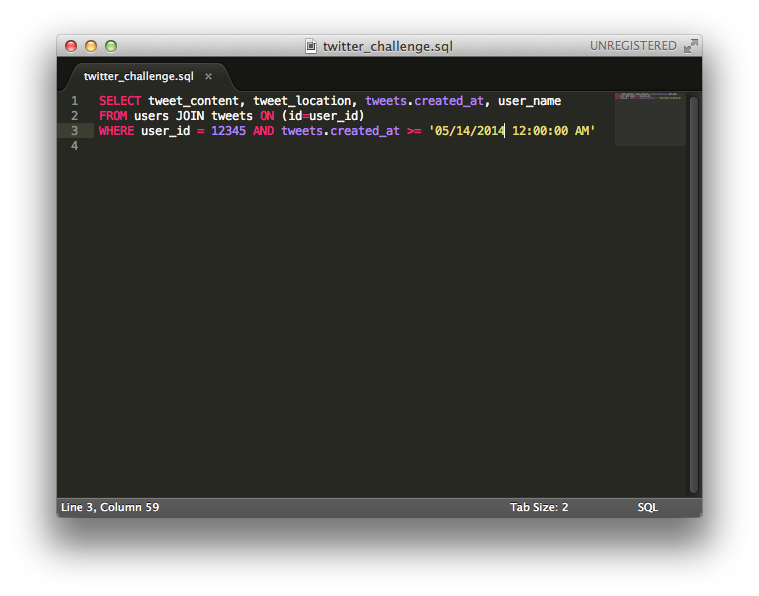 twitter_challenge.sql
UNREGISTERED
twitter_challenge.sql ×
1 SELECT tweet_content, tweet_location, tweets.created_at, user_name
2 FROM users JOIN tweets ON (id=user_id)
3 WHERE user_id = 12345 AND tweets.created_at >= '05/14/2014 12:00:00 AM'
4
Line 3, Column 59
Tab Size: 2
SQL